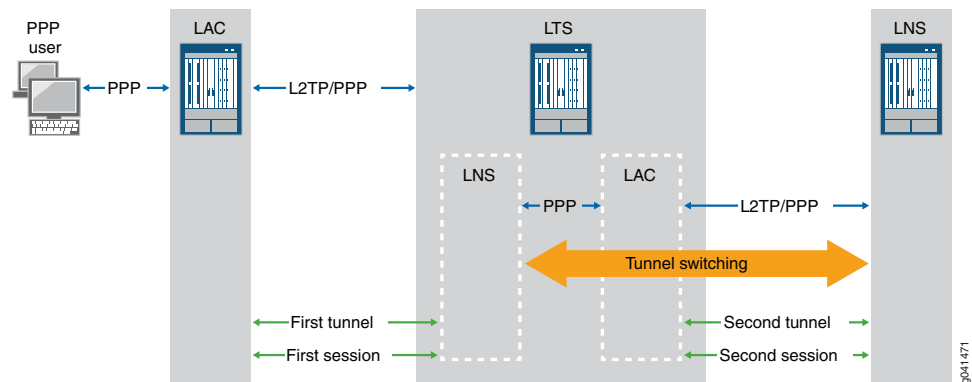 PPP
user
LAC
LTS
LNS
PPP
L2TP/PPP
LNS
LAC
PPP
L2TP/PPP
Tunnel switching
First tunnel
Second tunnel
First session
Second session
g041471